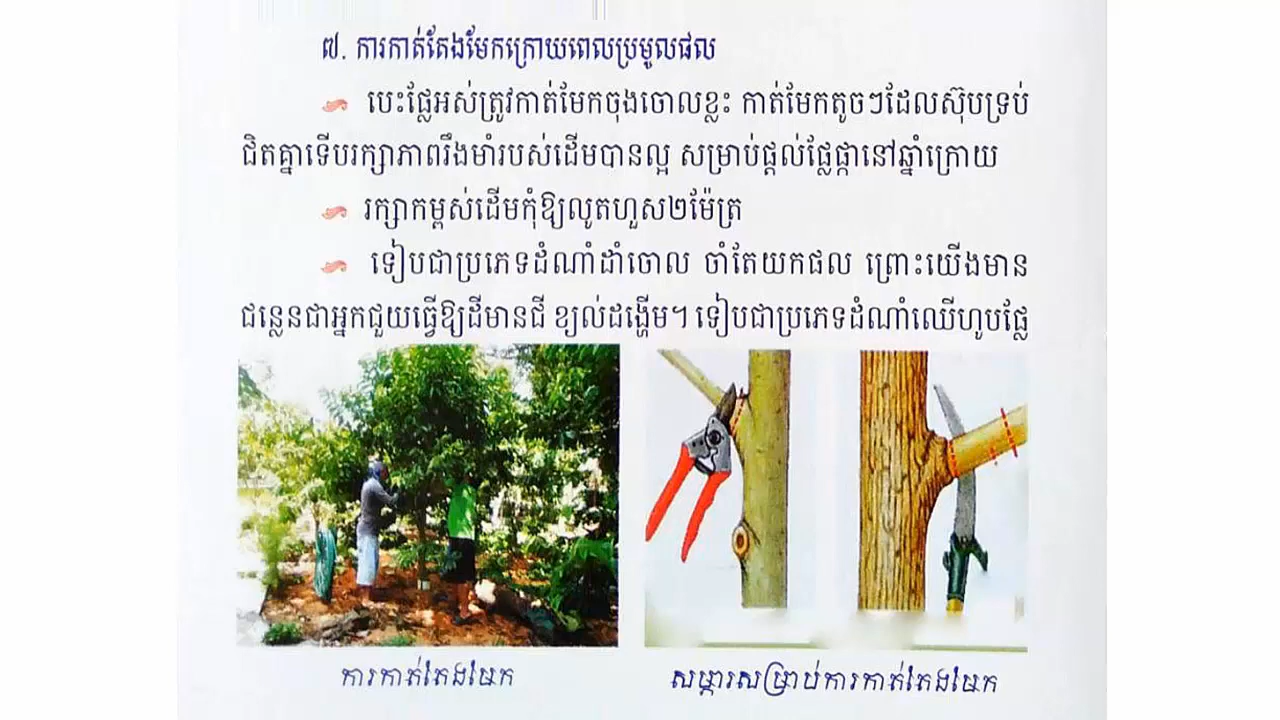 ៧. ការកាត់តែងមែកក្រោយពេលប្រមូលផល
បេះផ្លែអស់ត្រូវកាត់មែកចុងចោលខ្លះ កាត់មែកតូចៗដែលស៊ុបទ្រប់
ជិតគ្នាទើបរក្សាភាពរឹងមាំរបស់ដើមបានល្អ សម្រាប់ផ្តល់ផ្លែផ្កានៅឆ្នាំក្រោយ
រក្សាកម្ពស់ដើមកុំឱ្យលូតហួស២ម៉ែត្រ
ទៀបជាប្រភេទដំណាំដាំចោល ចាំតែយកផល ព្រោះយើងមាន
ជន្លេនជាអ្នកជួយធ្វើឱ្យដីមានជី ខ្យល់ដង្ហើម។ ទៀបជាប្រភេទដំណាំឈើហូបផ្លែ
ការកាត់តែងមែក
សម្ភារសម្រាប់ការកាត់តែងមែក